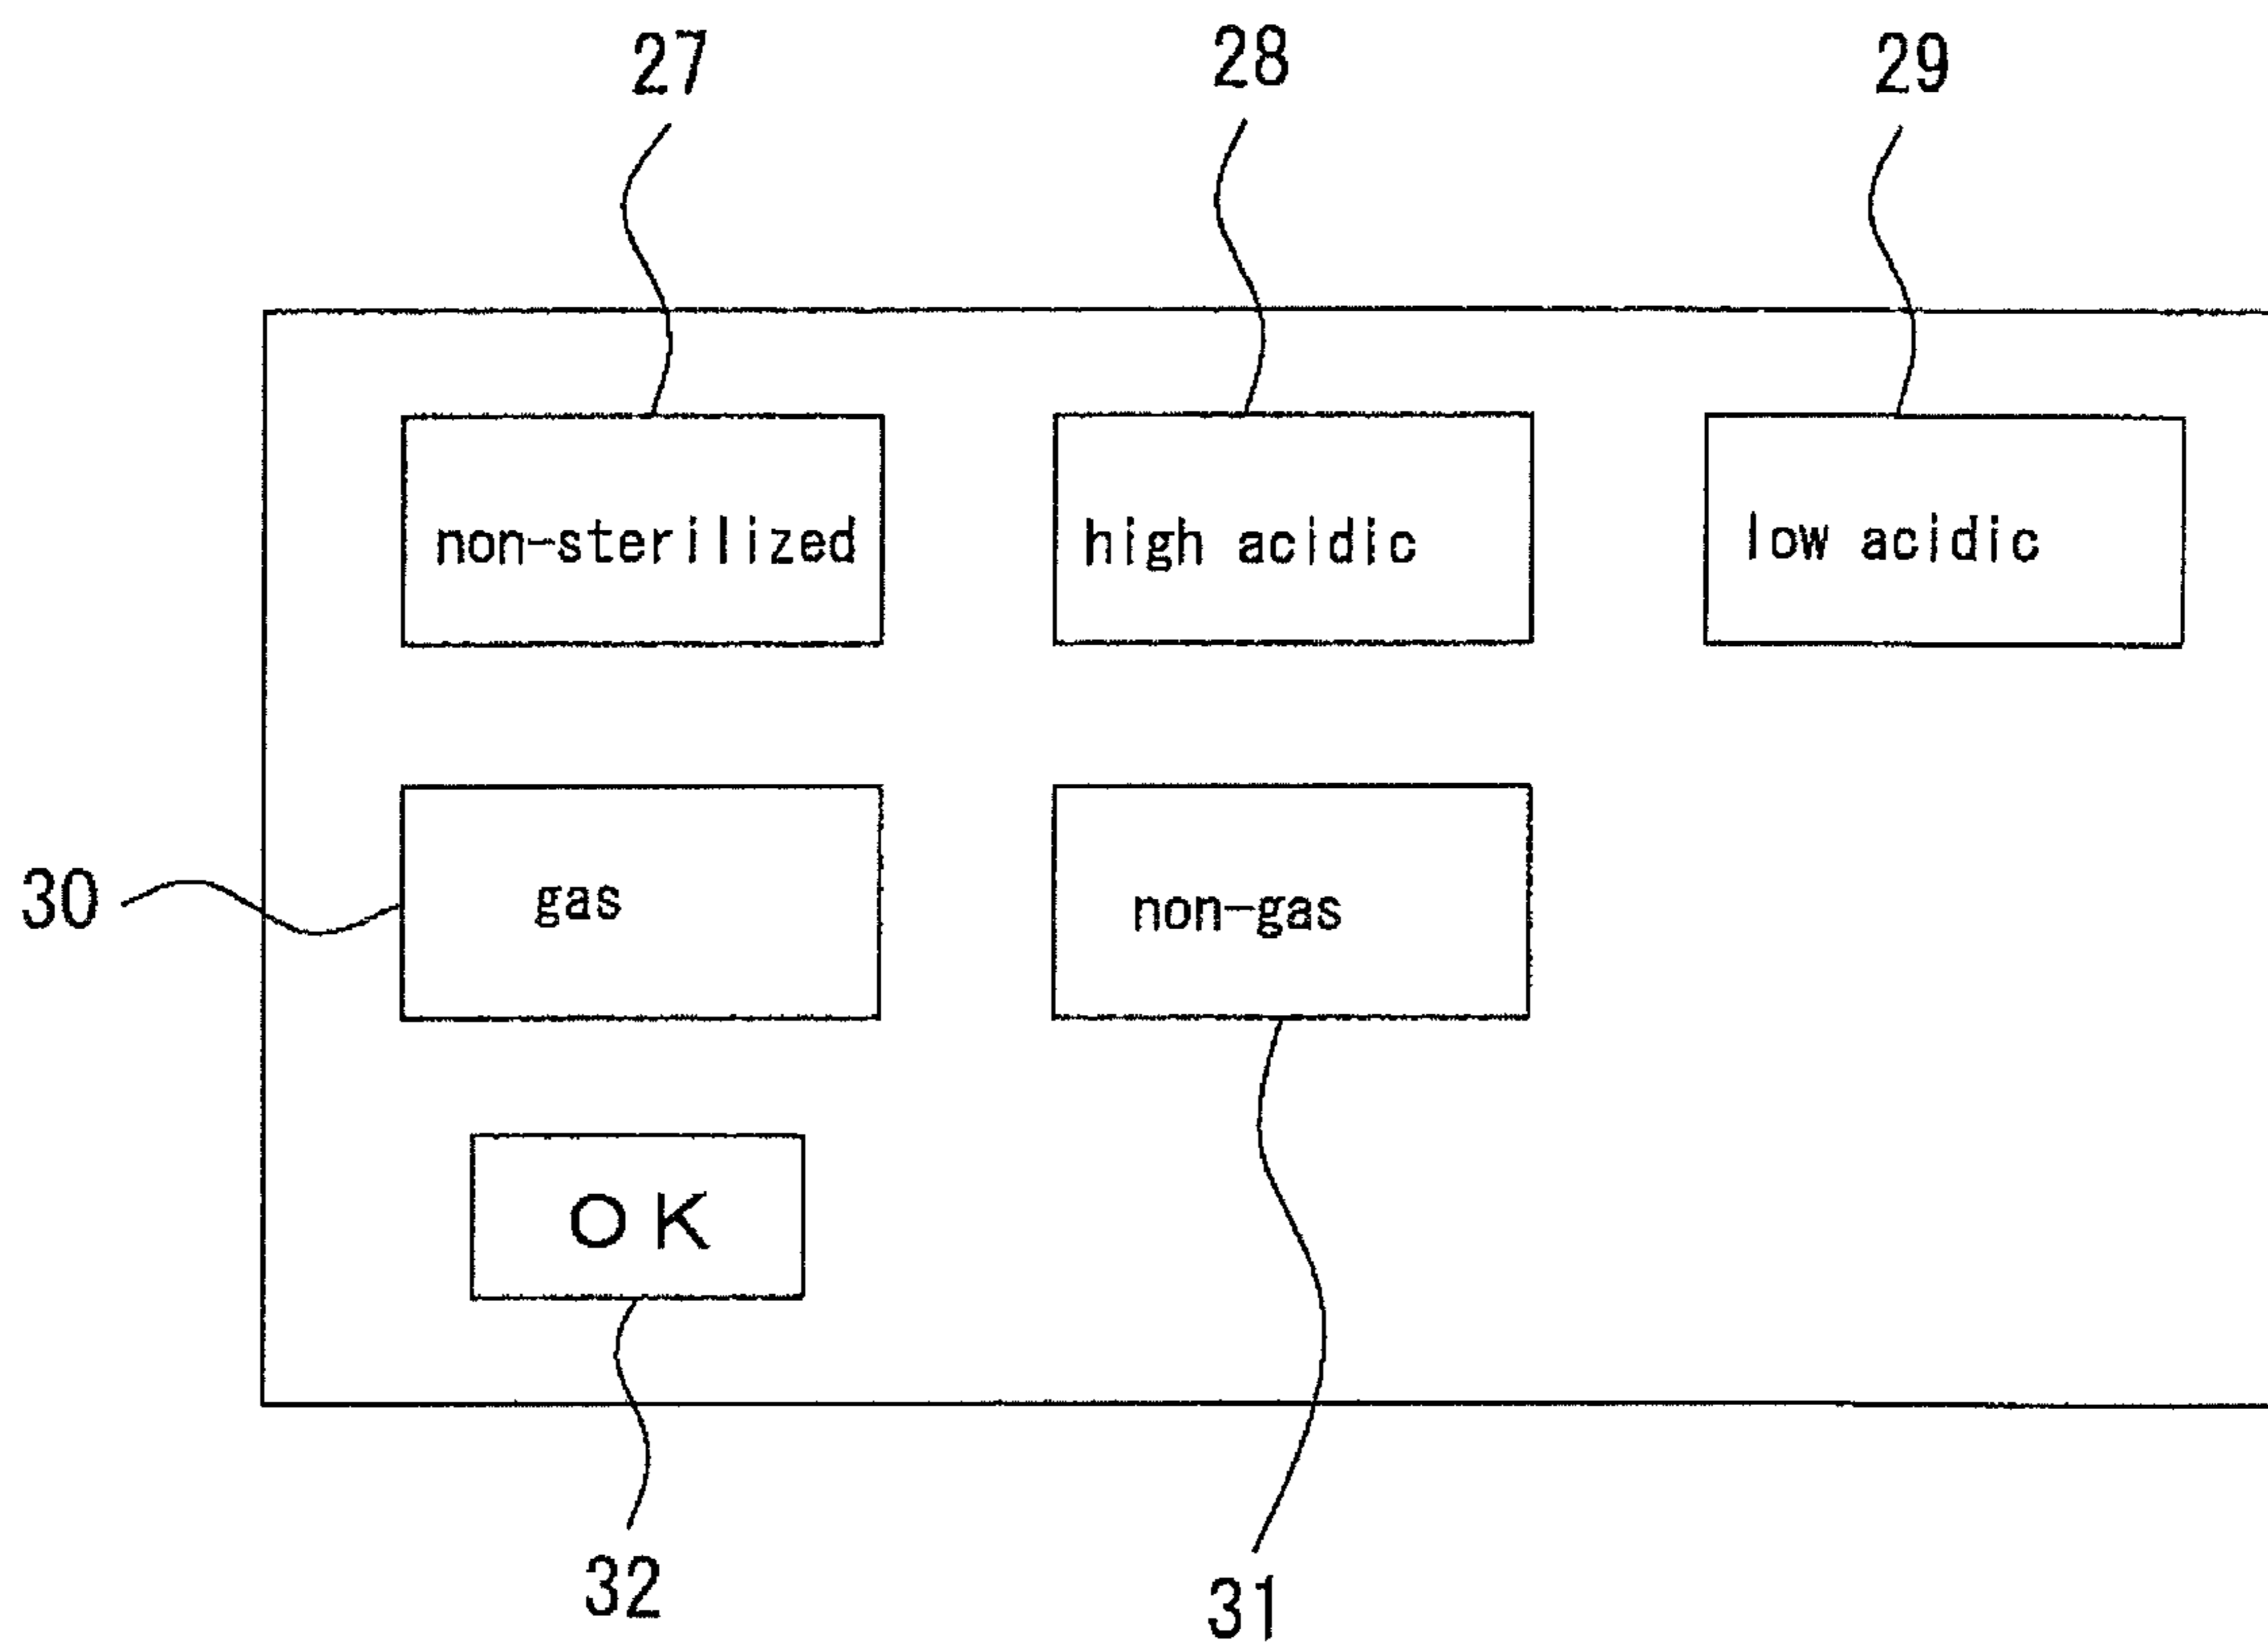 27 28 29
non-sterilized high acidic low acidic
30 gas non-gas
OK
32 31